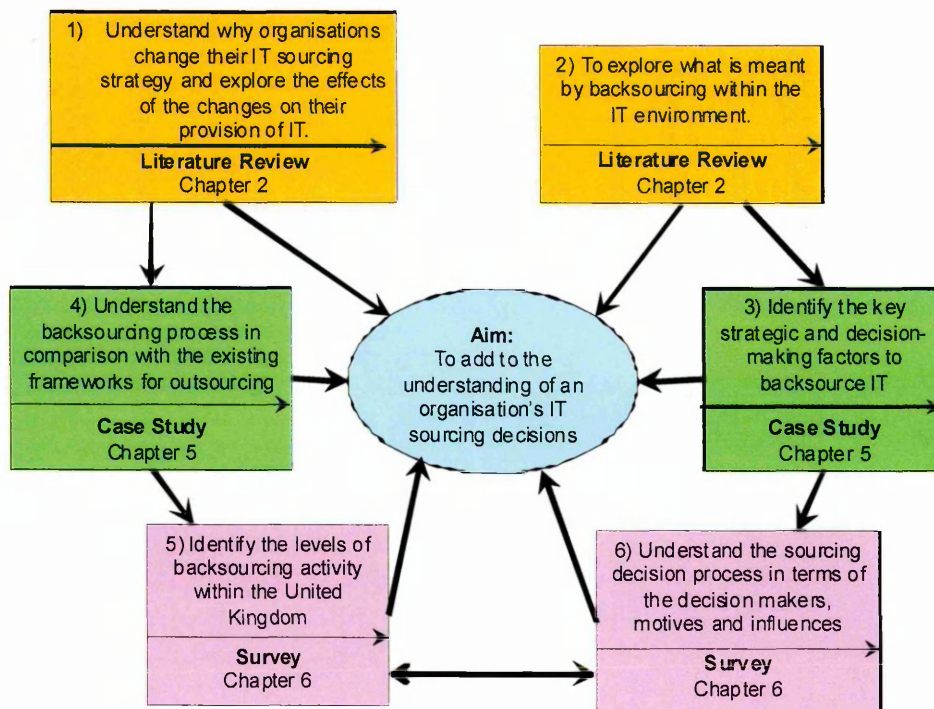 1) Understand why organisations
change their IT sourcing
strategy and explore the effects
of the changes on their
provision of IT.
Literature Review
Chapter 2
2) To explore what is meant
by backsourcing within the
IT environment.
Literature Review
Chapter 2
4) Understand the
backsourcing process in
comparison with the existing
frameworks for outsourcing
Case Study
Chapter 5
Aim:
To add to the
understanding of an
organisation's IT
sourcing decisions
3) Identify the key
strategic and decision-
making factors to
backsource IT
Case Study
Chapter 5
5) Identify the levels of
backsourcing activity
within the United
Kingdom
Survey
Chapter 6
6) Understand the sourcing
decision process in terms of
the decision makers,
motives and influences
Survey
Chapter 6